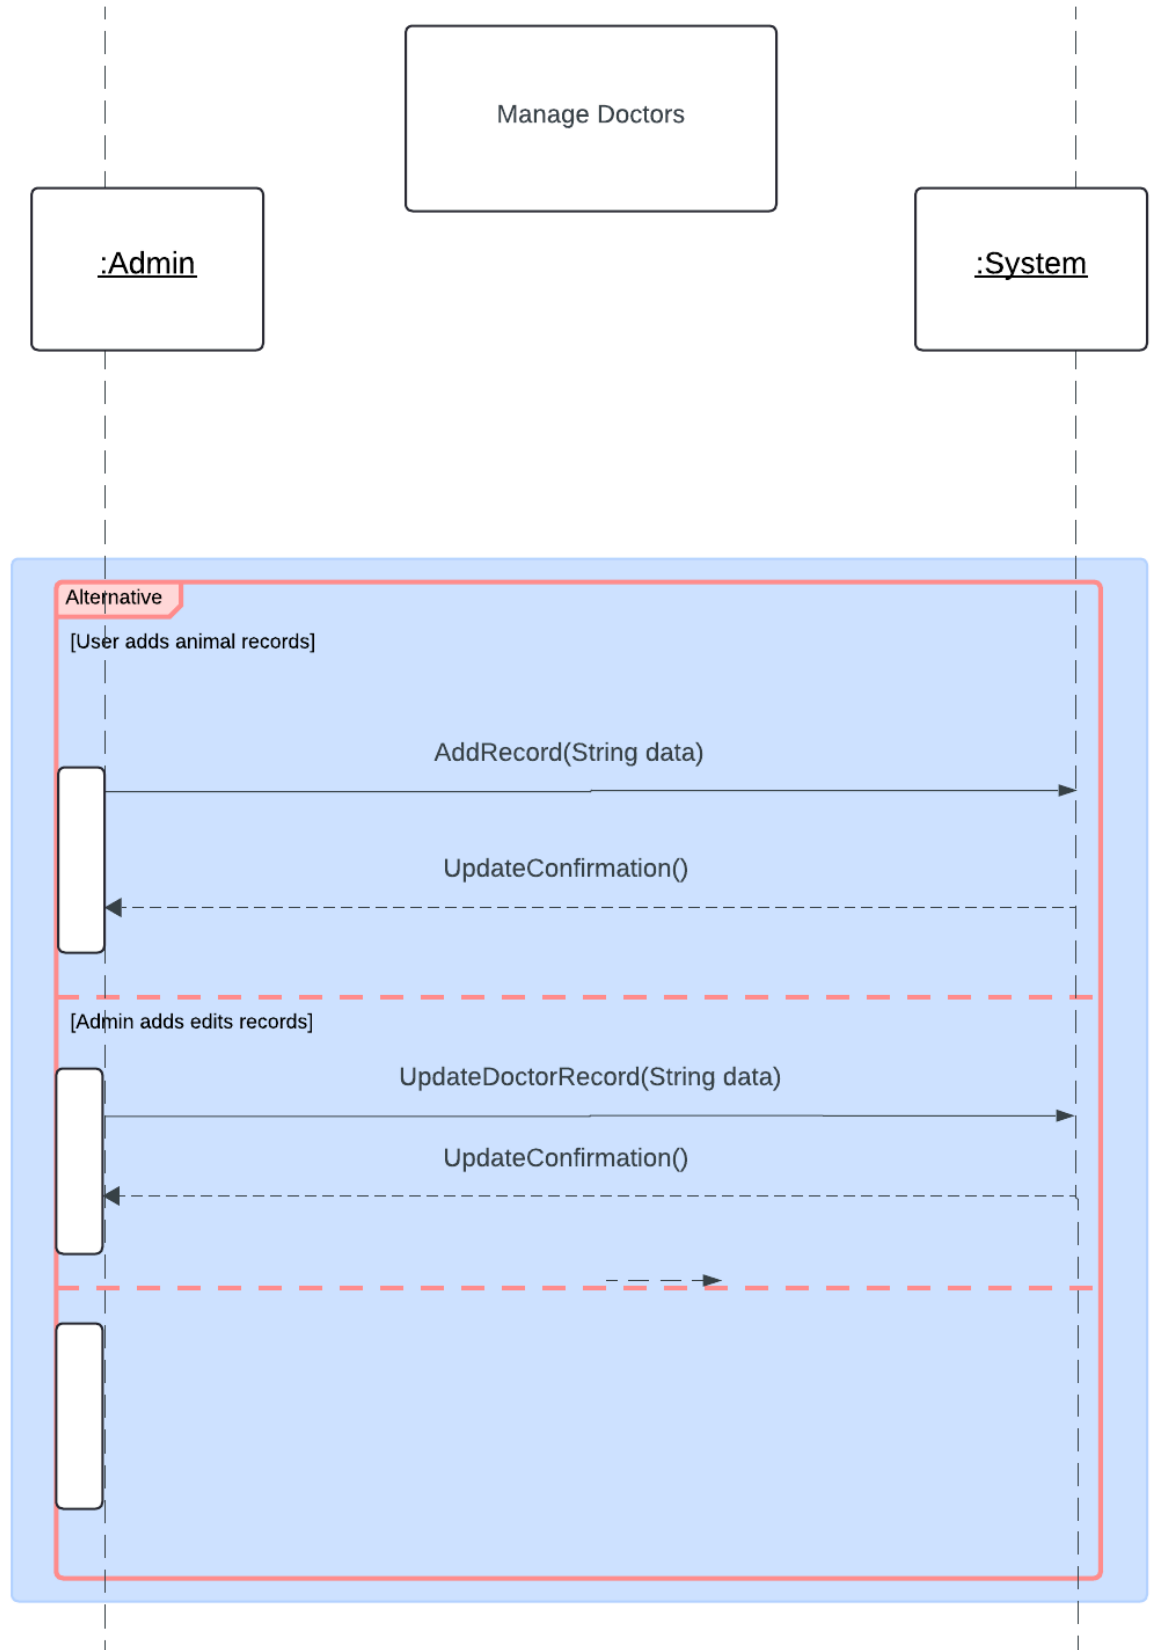 Manage Doctors
:Admin
:System
Alternative
[User adds animal records]
AddRecord(String data)
UpdateConfirmation()
[Admin adds edits records]
UpdateDoctorRecord(String data)
UpdateConfirmation()